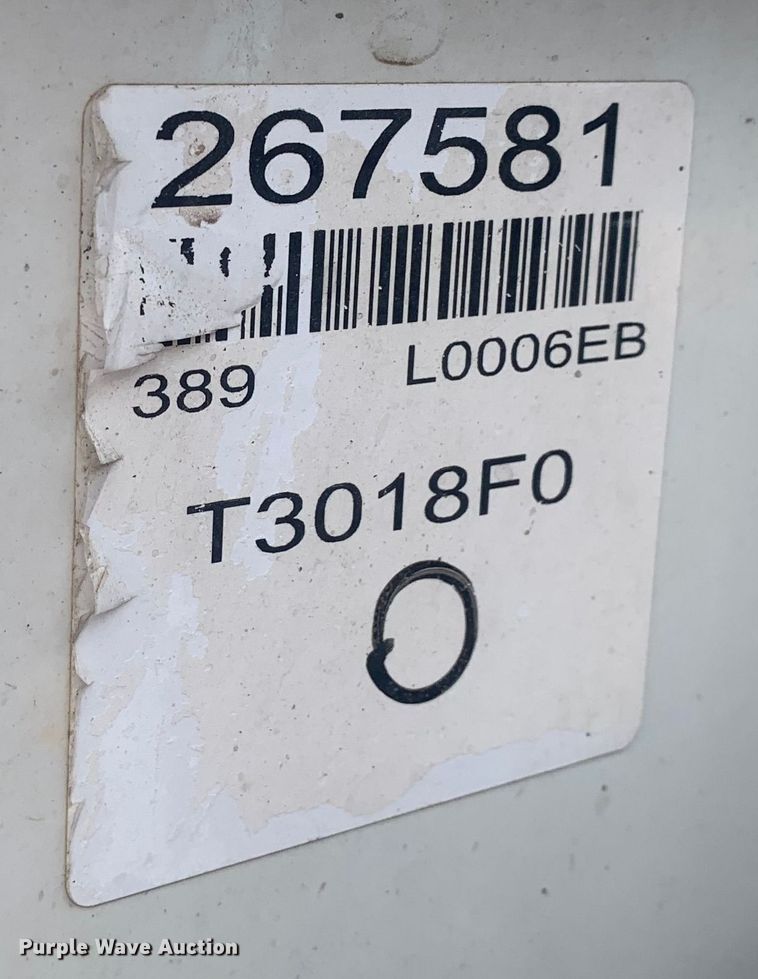 267581
389 L0006EB
T3018F0
O
Purple Wave Auction